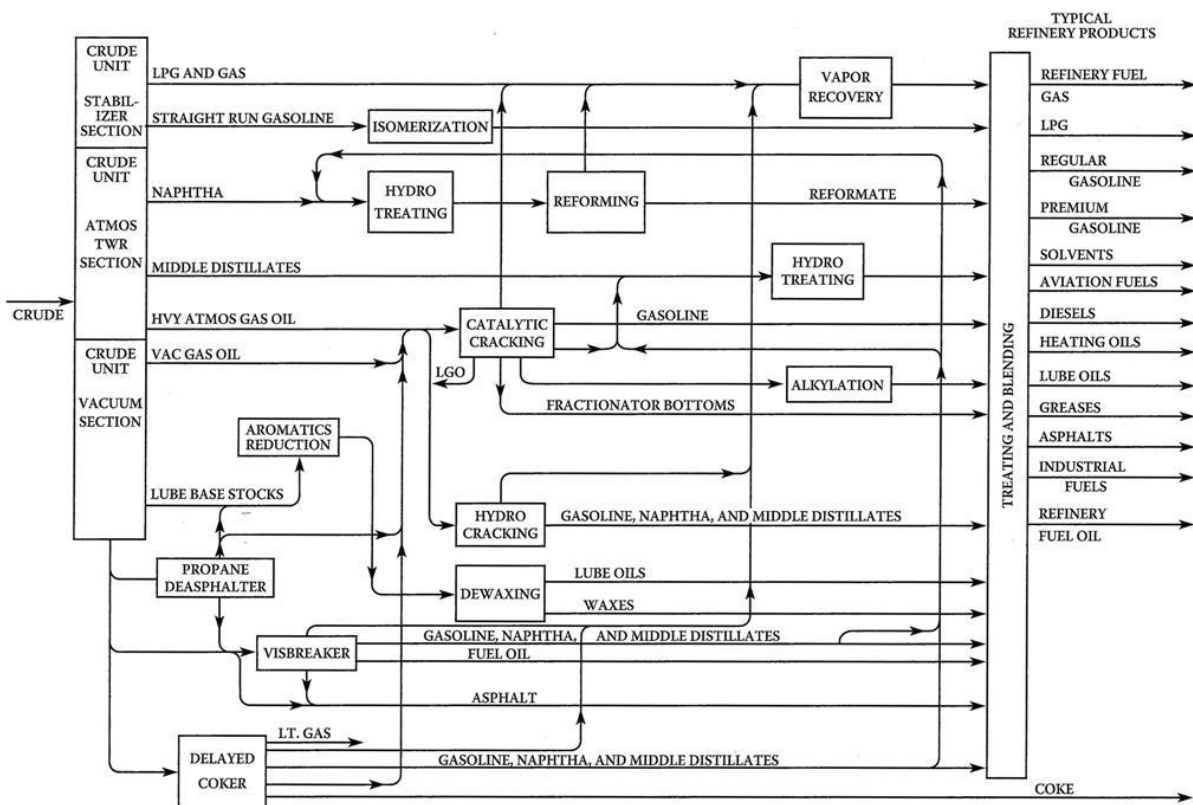 TYPICAL
REFINERY PRODUCTS
CRUDE
UNIT
STABIL-
IZER
SECTION
LPG AND GAS
VAPOR
RECOVERY
REFINERY FUEL
GAS
STRAIGHT RUN GASOLINE
ISOMERIZATION
LPG
CRUDE
UNIT
ATMOS
TWR
SECTION
NAPHTHA
HYDRO
TREATING
REFORMING
REFORMATE
REGULAR
GASOLINE
PREMIUM
GASOLINE
MIDDLE DISTILLATES
HYDRO
TREATING
SOLVENTS
AVIATION FUELS
CRUDE
HVY ATMOS GAS OIL
CATALYTIC
CRACKING
GASOLINE
DIESELS
CRUDE
UNIT
VACUUM
SECTION
VAC GAS OIL
LGO
ALKYLATION
HEATING OILS
LUBE OILS
FRACTIONATOR BOTTOMS
TREATING AND BLENDING
GREASES
AROMATICS
REDUCTION
ASPHALTS
INDUSTRIAL
FUELS
LUBE BASE STOCKS
HYDRO
CRACKING
GASOLINE, NAPHTHA, AND MIDDLE DISTILLATES
REFINERY
FUEL OIL
PROPANE
DEASPHALTER
DEWAXING
LUBE OILS
WAXES
VISBREAKER
GASOLINE, NAPHTHA, AND MIDDLE DISTILLATES
FUEL OIL
ASPHALT
LT. GAS
DELAYED
COKER
GASOLINE, NAPHTHA, AND MIDDLE DISTILLATES
COKE